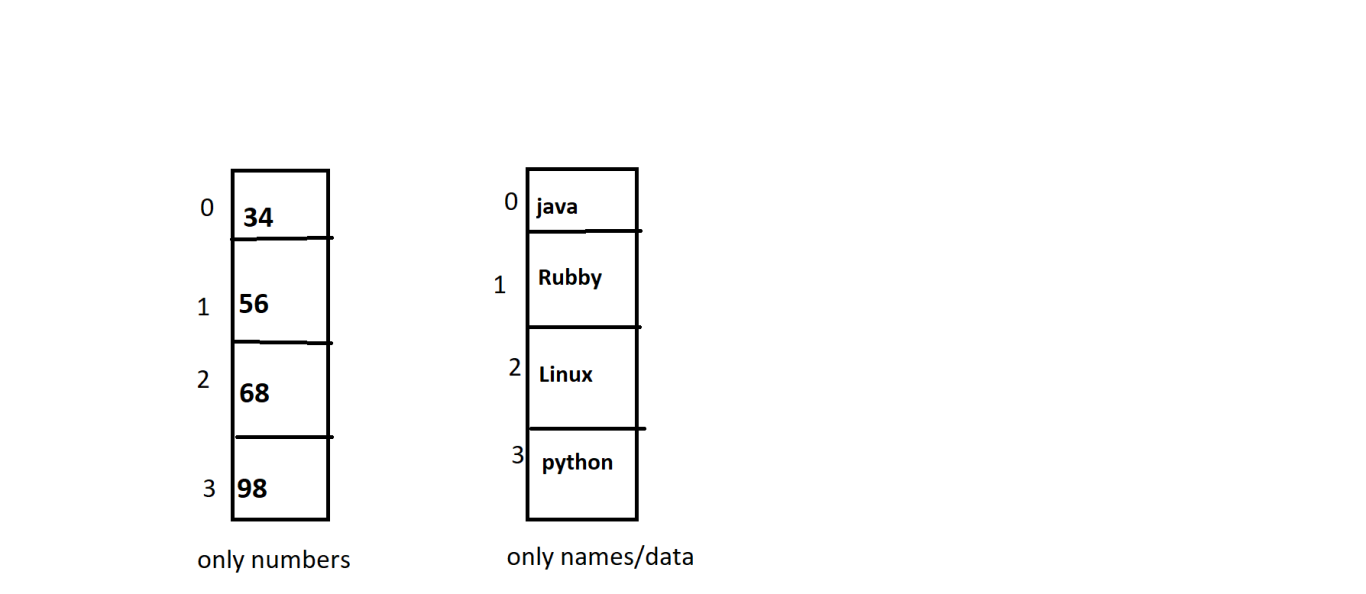 0 34
1 56
2 68
3 98
only numbers
0 java
1 Rubby
2 Linux
3 python
only names/data